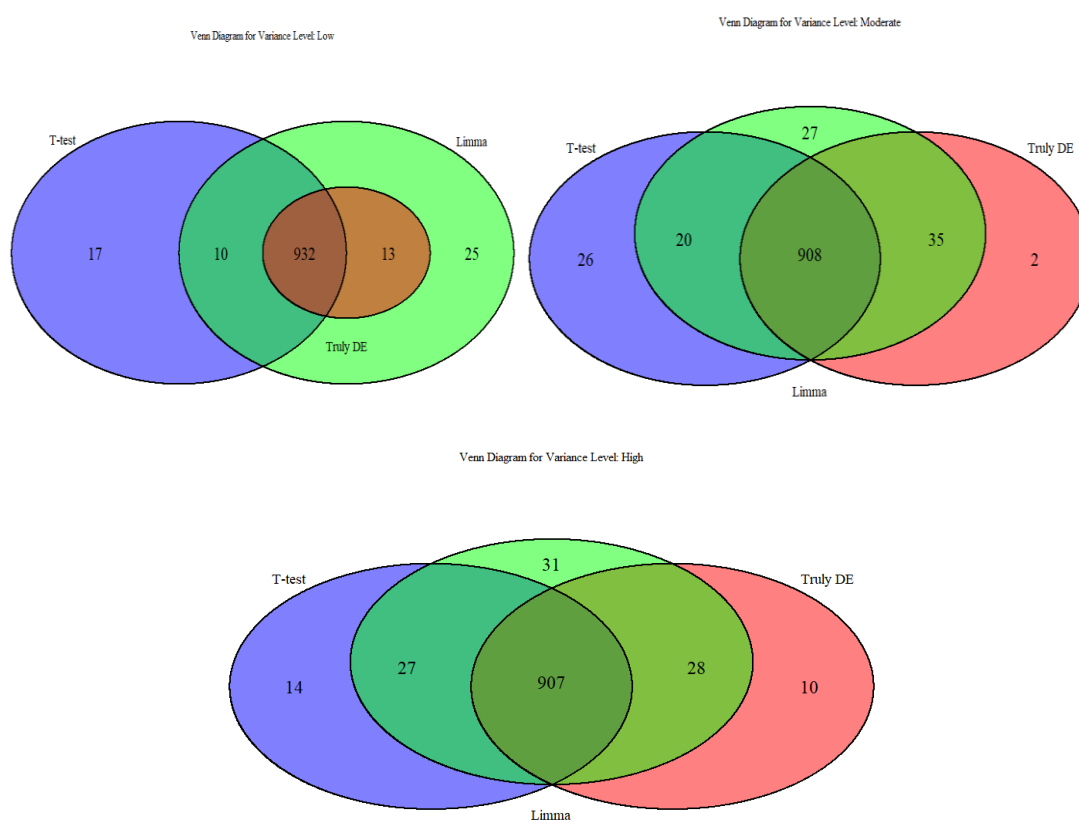 Venn Diagram for Variance Level: Low
T-test
Limma
17
10
932
13
25
Truly DE
Venn Diagram for Variance Level: Moderate
27
T-test
Truly DE
26
20
908
35
2
Limma
Venn Diagram for Variance Level: High
31
T-test
Truly DE
14
27
907
28
10
Limma